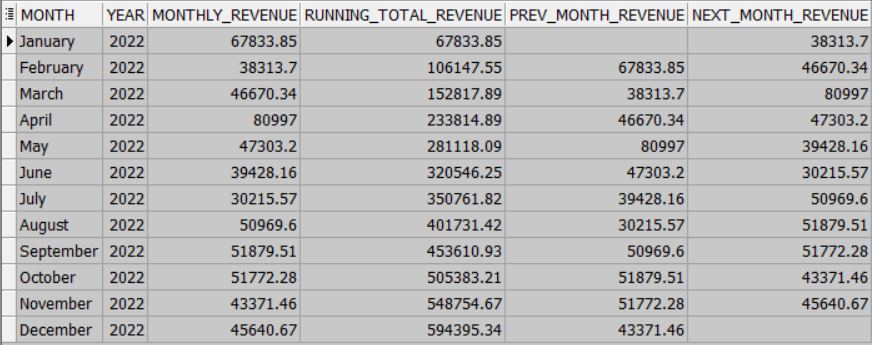 MONTH YEAR MONTHLY_REVENUE RUNNING_TOTAL_REVENUE PREV_MONTH_REVENUE NEXT_MONTH_REVENUE
January 2022 67833.85 67833.85 38313.7
February 2022 38313.7 106147.55 67833.85 46670.34
March 2022 46670.34 152817.89 38313.7 80997
April 2022 80997 233814.89 46670.34 47303.2
May 2022 47303.2 281118.09 80997 39428.16
June 2022 39428.16 320546.25 47303.2 30215.57
July 2022 30215.57 350761.82 39428.16 50969.6
August 2022 50969.6 401731.42 30215.57 51879.51
September 2022 51879.51 453610.93 50969.6 51772.28
October 2022 51772.28 505383.21 51879.51 43371.46
November 2022 43371.46 548754.67 51772.28 45640.67
December 2022 45640.67 594395.34 43371.46